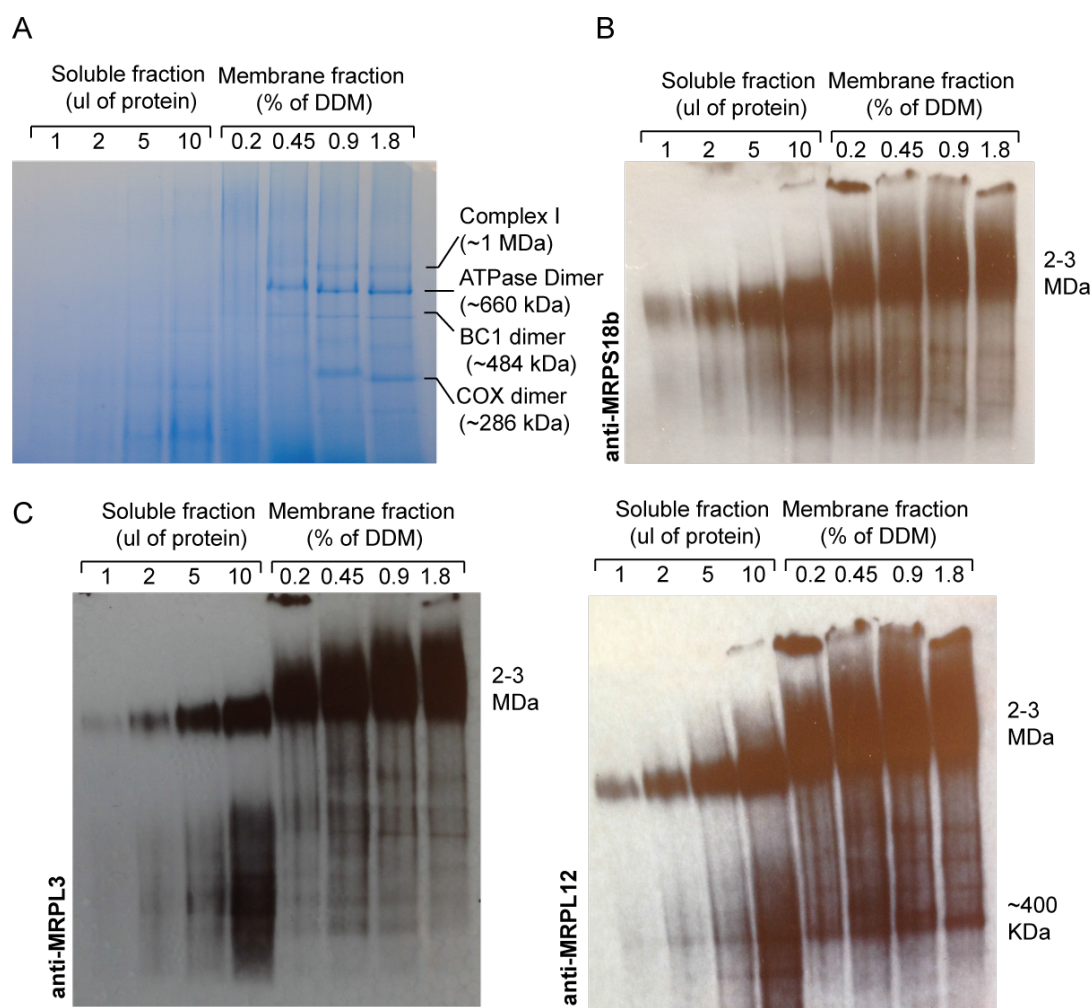 A
Soluble fraction
(ul of protein)
Membrane fraction
(% of DDM)
1 2 5 10 0.2 0.45 0.9 1.8
Complex I
(~1 MDa)
ATPase Dimer
(~660 kDa)
BC1 dimer
(~484 kDa)
COX dimer
(~286 kDa)
B
Soluble fraction
(ul of protein)
Membrane fraction
(% of DDM)
1 2 5 10 0.2 0.45 0.9 1.8
2-3
MDa
anti-MRPS18b
C
Soluble fraction
(ul of protein)
Membrane fraction
(% of DDM)
1 2 5 10 0.2 0.45 0.9 1.8
2-3
MDa
anti-MRPL3
Soluble fraction
(ul of protein)
Membrane fraction
(% of DDM)
1 2 5 10 0.2 0.45 0.9 1.8
2-3
MDa
~400
KDa
anti-MRPL12